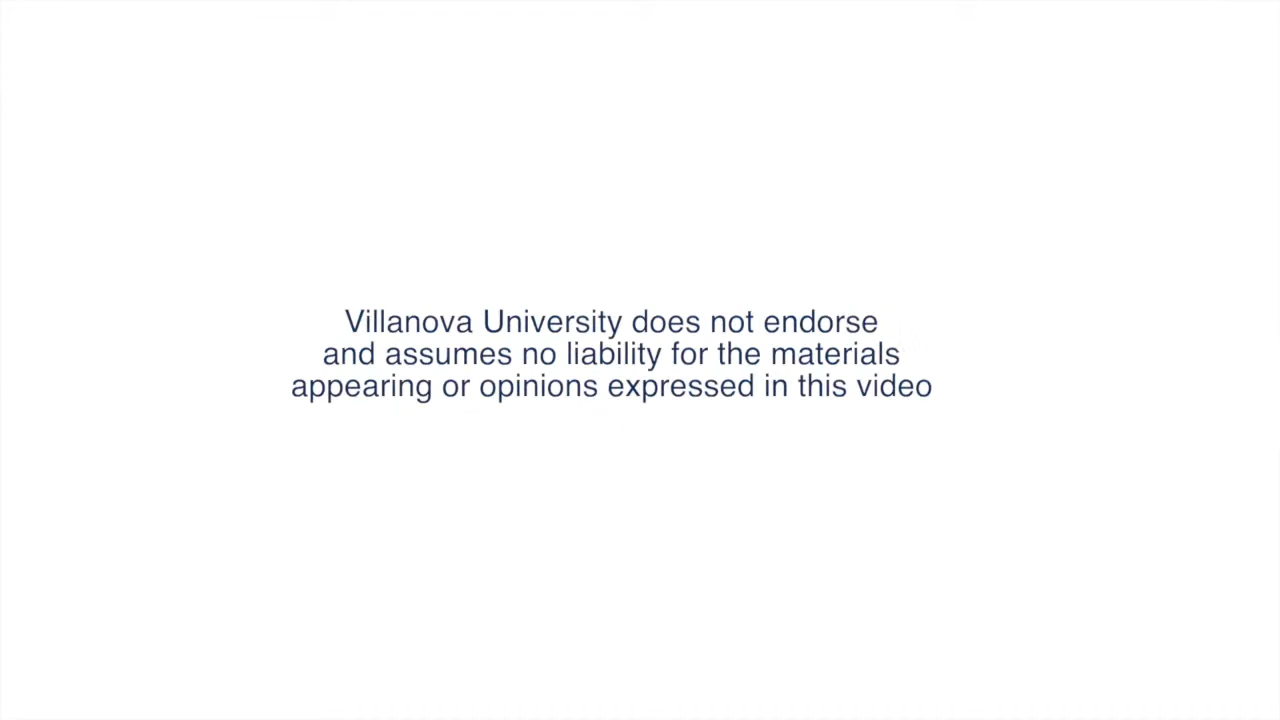 Villanova University does not endorse
and assumes no liability for the materials
appearing or opinions expressed in this video